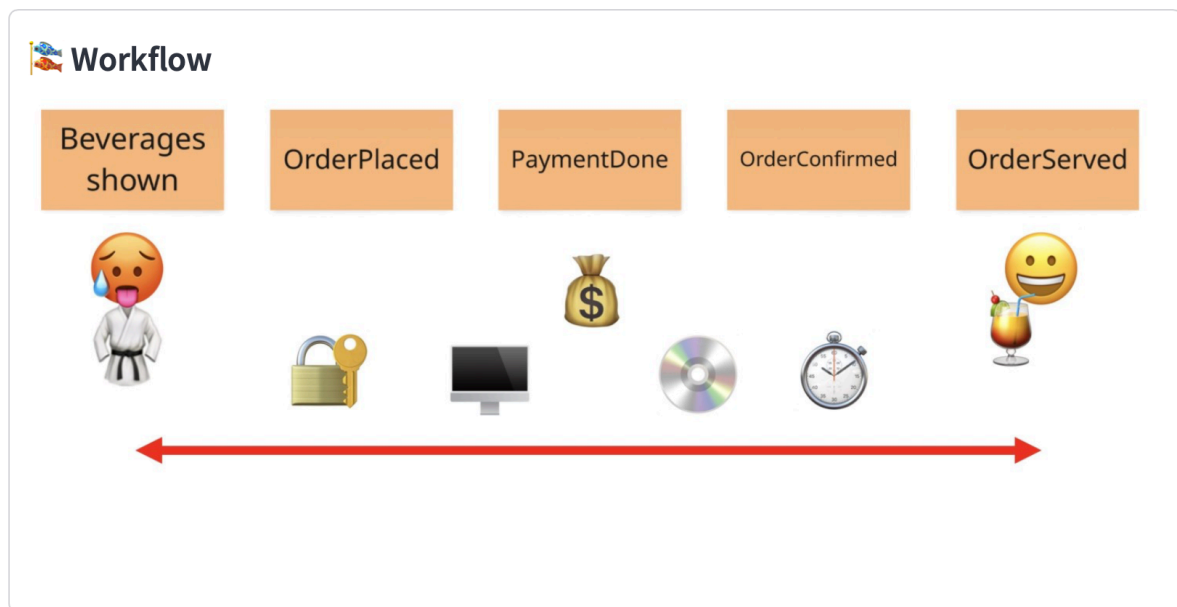 Workflow
Beverages
shown
OrderPlaced
PaymentDone
OrderConfirmed
OrderServed
$